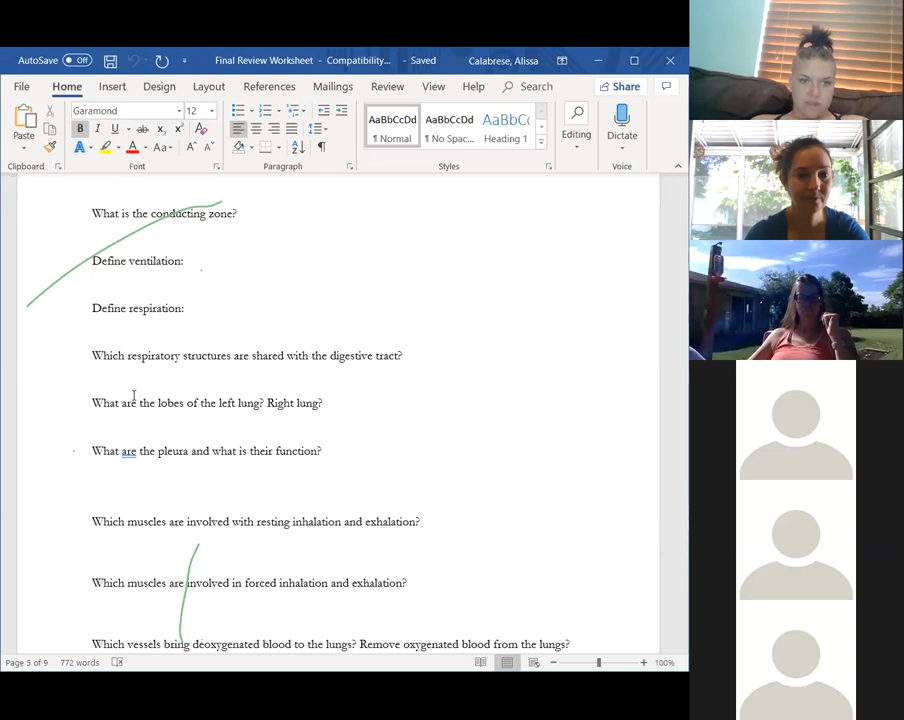 AutoSave Off Final Review Worksheet - Compatibility... - Saved Calabrese, Alissa
File Home Insert Design Layout References Mailings Review View Help Search Share
Garamond 12 AaBbCcDd AaBbCcDd AaBbCc
B I U ab x₂ x² ¶ Normal ¶ No Spac... Heading 1
Paste Editing Dictate
A A Aa A A
Clipboard Font Paragraph Styles Voice
What is the conducting zone?
Define ventilation:
Define respiration:
Which respiratory structures are shared with the digestive tract?
What are the lobes of the left lung? Right lung?
What are the pleura and what is their function?
Which muscles are involved with resting inhalation and exhalation?
Which muscles are involved in forced inhalation and exhalation?
Which vessels bring deoxygenated blood to the lungs? Remove oxygenated blood from the lungs?
Page 5 of 9 772 words 100%